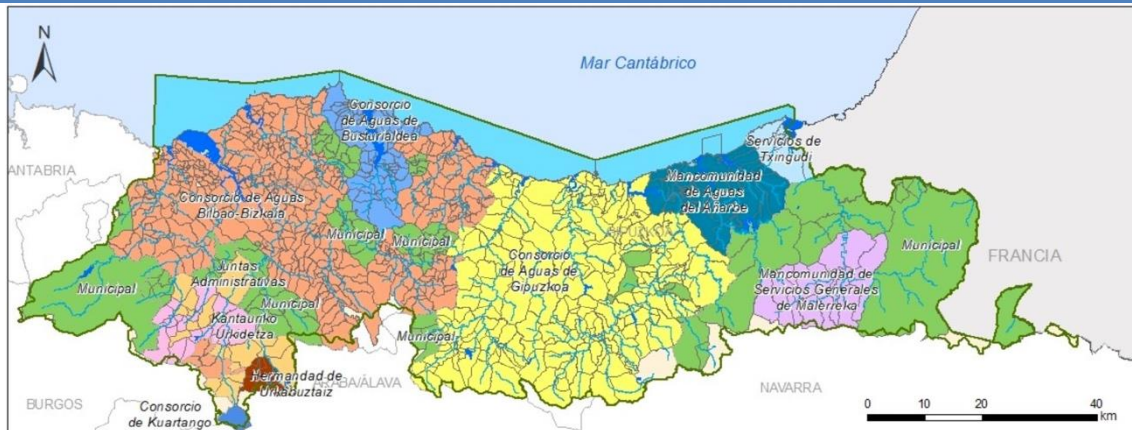 N
Mar Cantábrico
Consorcio
de Aguas de
Busturialdea
Servicios de
Txingudi
ANTABRIA
Mancomunidad
de Aguas
del Añarbe
Consorcio de Aguas
Bilbao-Bizkaia
GIPUZKOA
Municipal
Municipal
Municipal
FRANCIA
Consorcio
de Aguas de
Gipuzkoa
Juntas
Administrativas
Mancomunidad de
Servicios Generales
de Malerreka
Municipal
Municipal
Kantauriko
Urkidetza
Municipal
Hermandad de
Urkabustaiz
ARABA/ÁLAVA
NAVARRA
BURGOS
Consorcio
de Kuartango
0 10 20 40
km